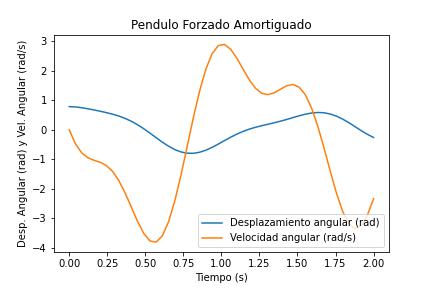 Pendulo Forzado Amortiguado
Desp. Angular (rad) y Vel. Angular (rad/s)
3
2
1
0
−1
−2
−3
−4
0.00 0.25 0.50 0.75 1.00 1.25 1.50 1.75 2.00
Tiempo (s)
Desplazamiento angular (rad)
Velocidad angular (rad/s)